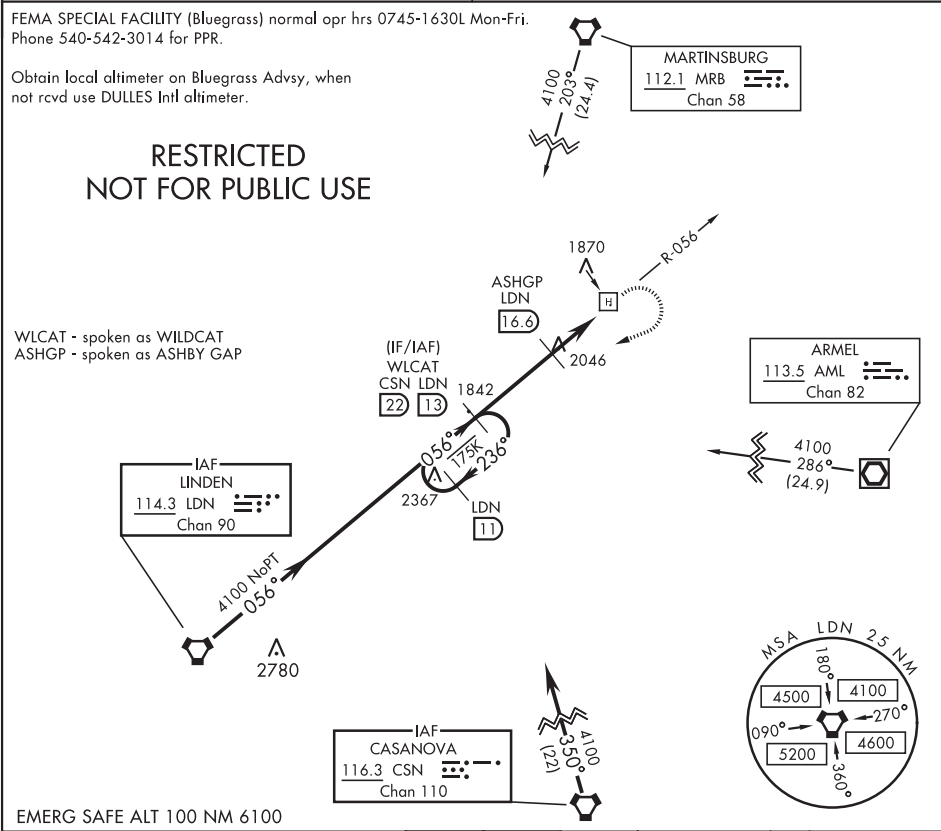 FEMA SPECIAL FACILITY (Bluegrass) normal opr hrs 0745-1630L Mon-Fri.
Phone 540-542-3014 for PPR.
Obtain local altimeter on Bluegrass Advsy, when
not rcvd use DULLES Intl altimeter.
RESTRICTED
NOT FOR PUBLIC USE
4100
203°
(24.4)
MARTINSBURG
112.1 MRB
Chan 58
WLCAT - spoken as WILDCAT
ASHGP - spoken as ASHBY GAP
1870
H
R-056
ASHGP
LDN
16.6
2046
(IF/IAF)
WLCAT
CSN LDN
22 13
1842
056°
175K
236°
2367
LDN
11
ARMEL
113.5 AML
Chan 82
4100
286°
(24.9)
IAF
LINDEN
114.3 LDN
Chan 90
4100 NoPT
056°
2780
IAF
CASANOVA
116.3 CSN
Chan 110
4100
350°
(22)
MSA LDN 25 NM
180°
4500
4100
090°
270°
5200
4600
360°
EMERG SAFE ALT 100 NM 6100